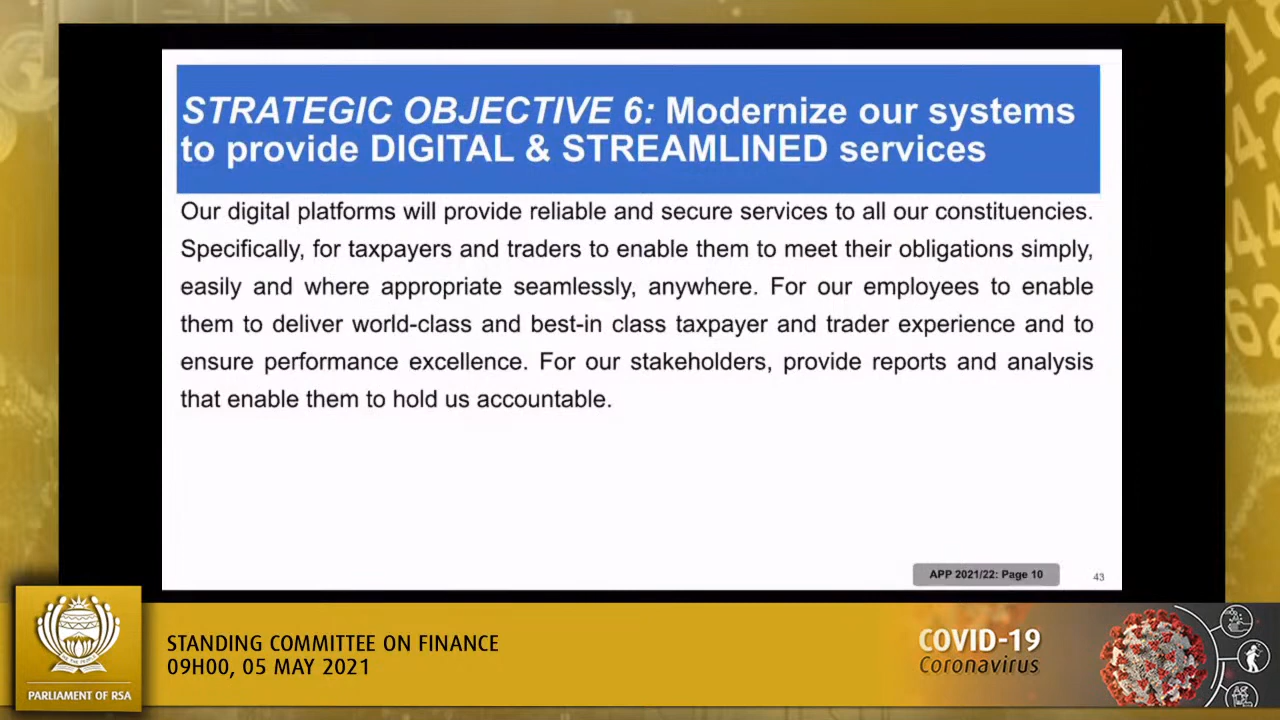 STRATEGIC OBJECTIVE 6: Modernize our systems
to provide DIGITAL & STREAMLINED services
Our digital platforms will provide reliable and secure services to all our constituencies.
Specifically, for taxpayers and traders to enable them to meet their obligations simply,
easily and where appropriate seamlessly, anywhere. For our employees to enable
them to deliver world-class and best-in class taxpayer and trader experience and to
ensure performance excellence. For our stakeholders, provide reports and analysis
that enable them to hold us accountable.
APP 2021/22: Page 10
43
STANDING COMMITTEE ON FINANCE
09H00, 05 MAY 2021
PARLIAMENT OF RSA
COVID-19
Coronavirus